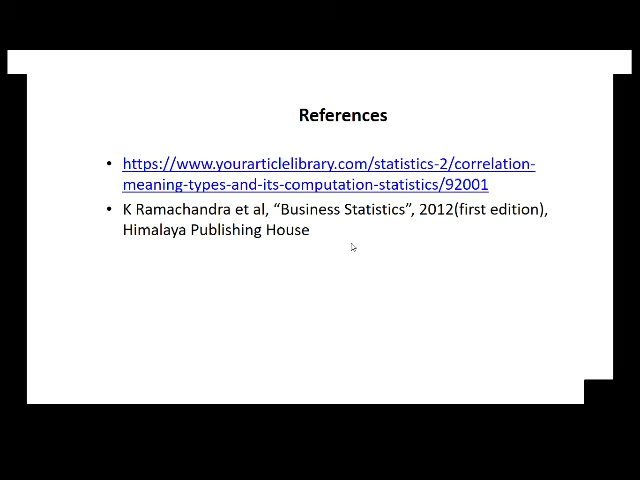 References
• https://www.yourarticlelibrary.com/statistics-2/correlation-
meaning-types-and-its-computation-statistics/92001
• K Ramachandra et al, “Business Statistics”, 2012(first edition),
Himalaya Publishing House